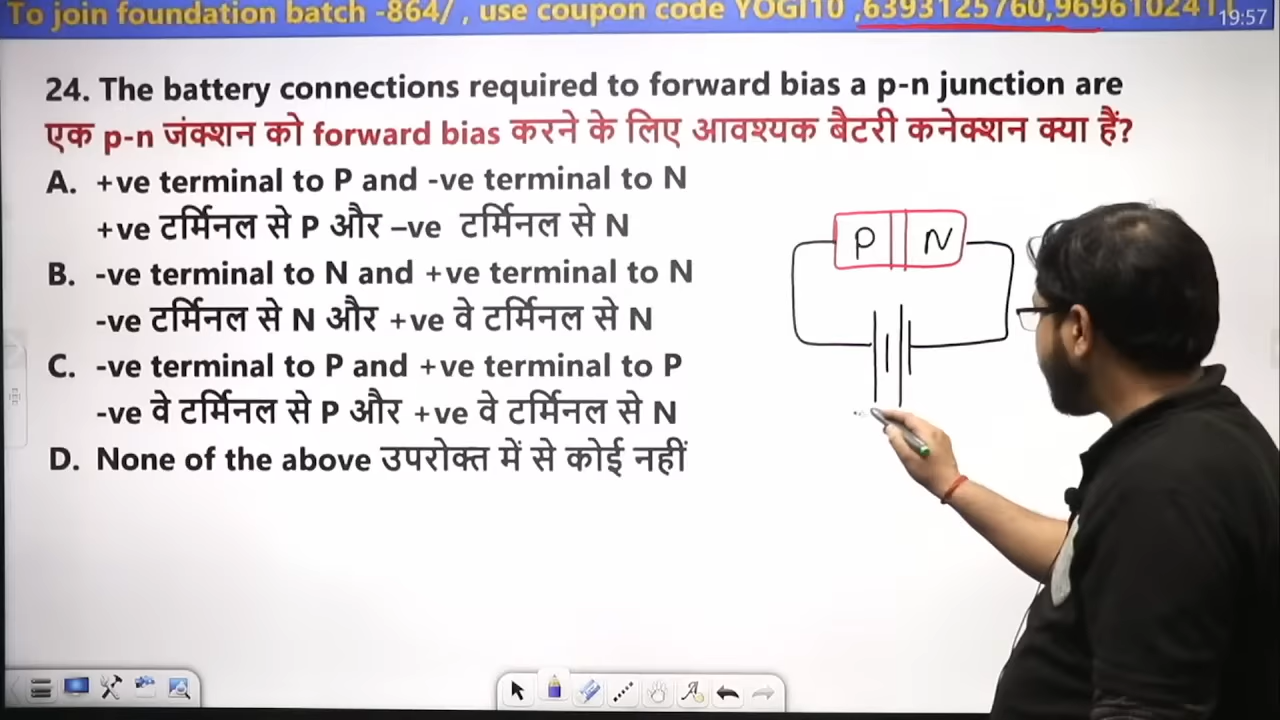 To join foundation batch -864/ , use coupon code YOGI10 ,6393125760,9696102411
19:57
24. The battery connections required to forward bias a p-n junction are
एक p-n जंक्शन को forward bias करने के लिए आवश्यक बैटरी कनेक्शन क्या हैं?
A. +ve terminal to P and -ve terminal to N
+ve टर्मिनल से P और –ve टर्मिनल से N
B. -ve terminal to N and +ve terminal to N
-ve टर्मिनल से N और +ve वे टर्मिनल से N
C. -ve terminal to P and +ve terminal to P
-ve वे टर्मिनल से P और +ve वे टर्मिनल से N
D. None of the above उपरोक्त में से कोई नहीं
P N